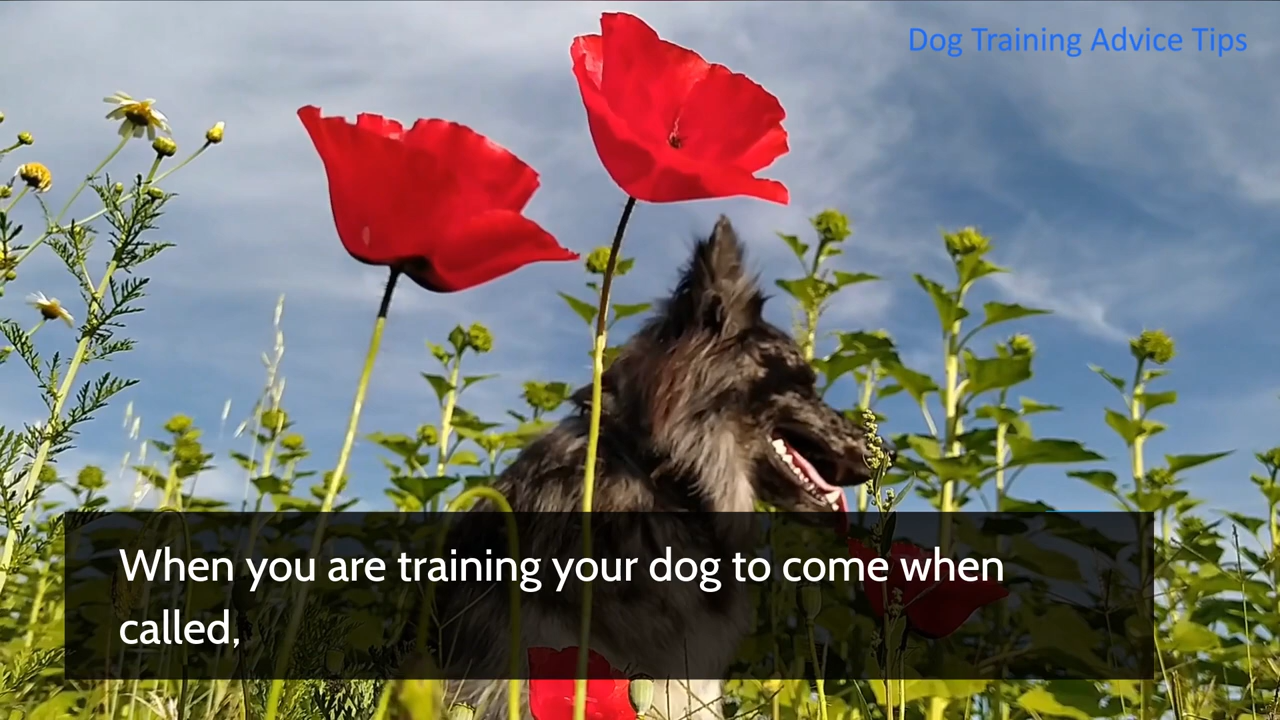 Dog Training Advice Tips
When you are training your dog to come when
called,